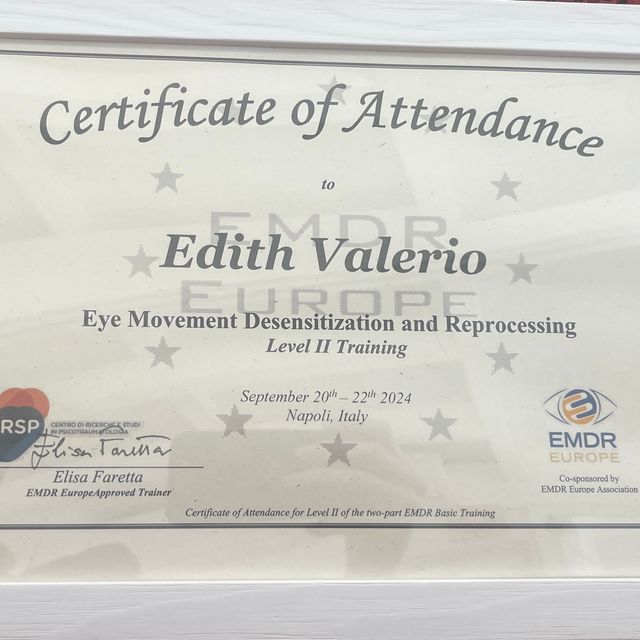 Certificate of Attendance
to
EMDR
Edith Valerio
EUROPE
Eye Movement Desensitization and Reprocessing
Level II Training
September 20th – 22th 2024
Napoli, Italy
RSP
CENTRO DI RICERCHE E STUDI
IN PSICOTRAUMATOLOGIA
Elisa Faretta
Elisa Faretta
EMDR EuropeApproved Trainer
EMDR
EUROPE
Co-sponsored by
EMDR Europe Association
Certificate of Attendance for Level II of the two-part EMDR Basic Training